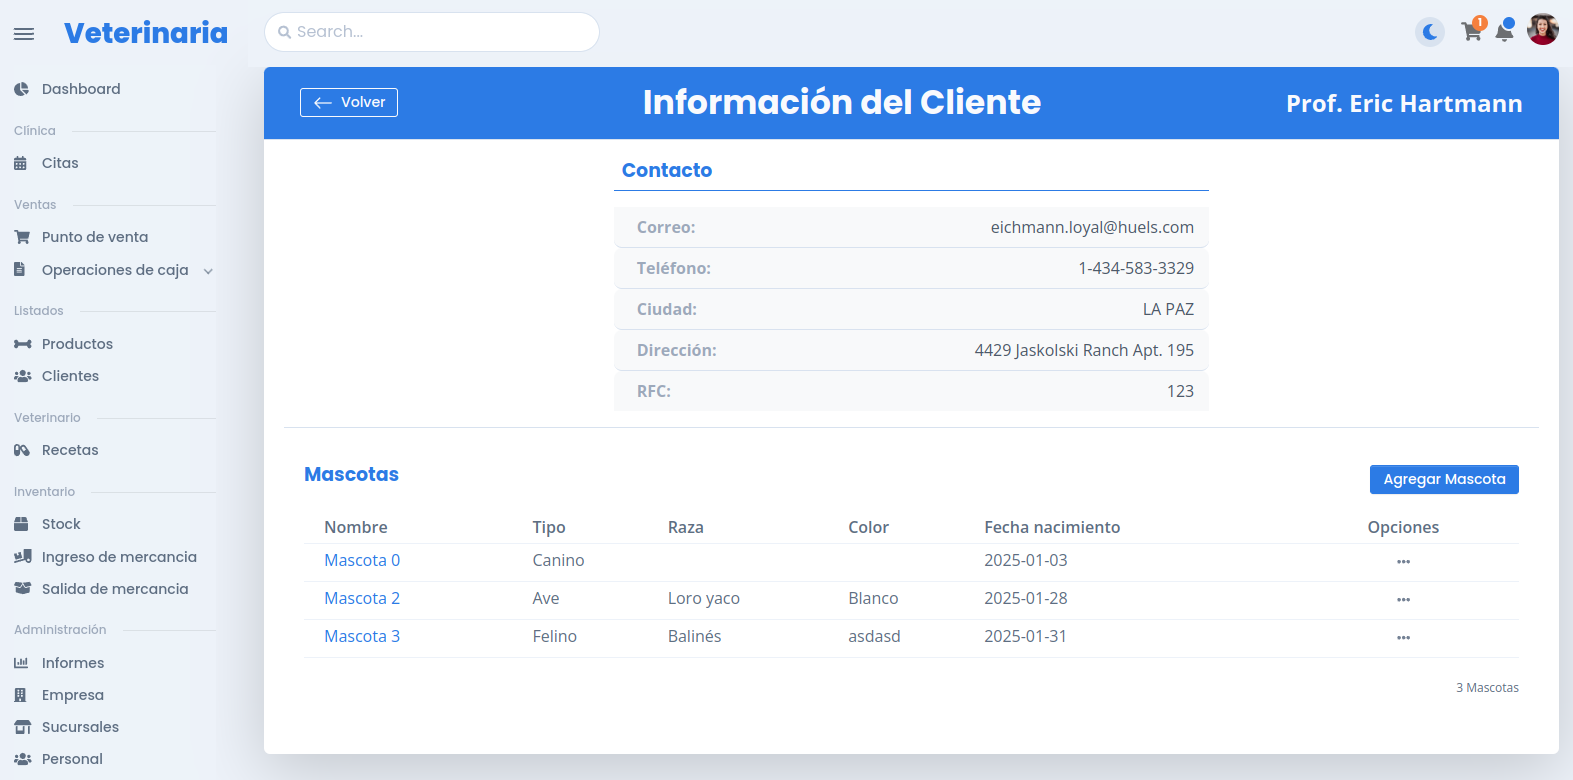 Veterinaria
Search...
1
Dashboard
Clínica
Citas
Ventas
Punto de venta
Operaciones de caja
Listados
Productos
Clientes
Veterinario
Recetas
Inventario
Stock
Ingreso de mercancia
Salida de mercancia
Administración
Informes
Empresa
Sucursales
Personal
Volver
Información del Cliente
Prof. Eric Hartmann
Contacto
Correo: eichmann.loyal@huels.com
Teléfono: 1-434-583-3329
Ciudad: LA PAZ
Dirección: 4429 Jaskolski Ranch Apt. 195
RFC: 123
Mascotas
Agregar Mascota
Nombre Tipo Raza Color Fecha nacimiento Opciones
Mascota 0 Canino 2025-01-03
Mascota 2 Ave Loro yaco Blanco 2025-01-28
Mascota 3 Felino Balinés asdasd 2025-01-31
3 Mascotas